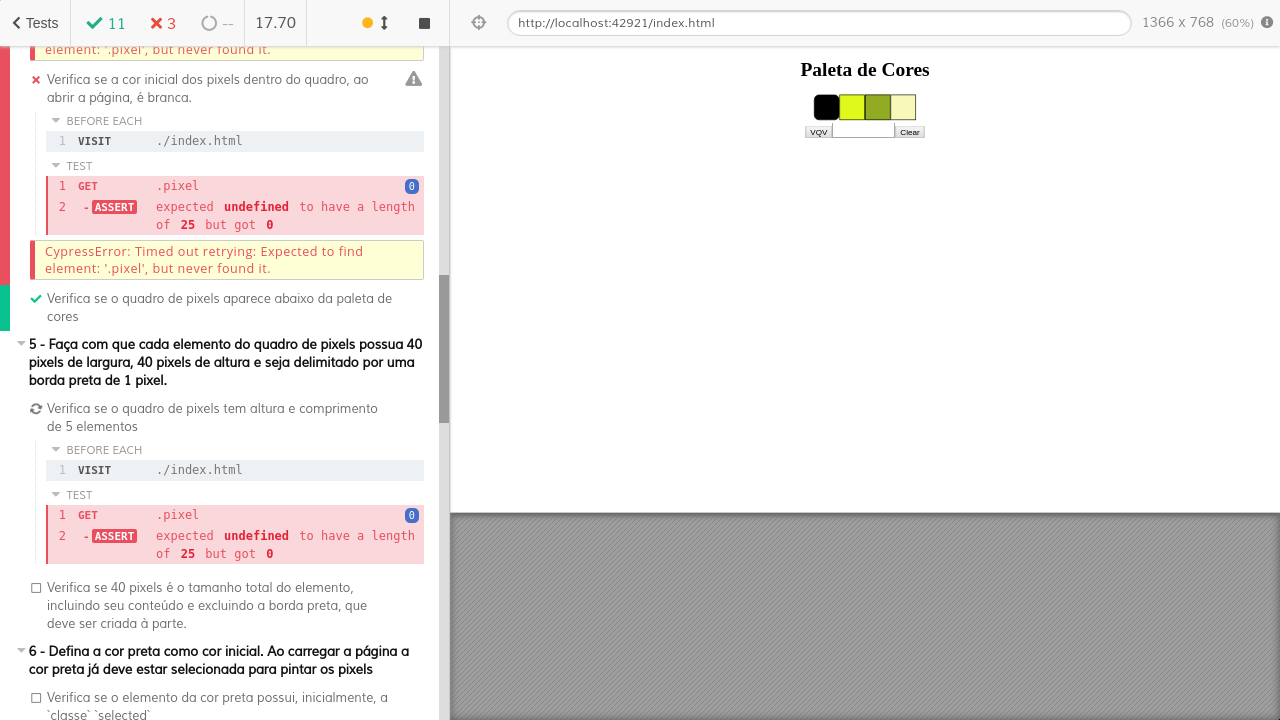 Tests 11 3 -- 17.70
http://localhost:42921/index.html 1366 x 768 (60%)
element: '.pixel', but never found it.
Verifica se a cor inicial dos pixels dentro do quadro, ao
abrir a página, é branca.
BEFORE EACH
1 VISIT ./index.html
TEST
1 GET .pixel 0
2 -ASSERT expected undefined to have a length
of 25 but got 0
CypressError: Timed out retrying: Expected to find
element: '.pixel', but never found it.
Verifica se o quadro de pixels aparece abaixo da paleta de
cores
5 - Faça com que cada elemento do quadro de pixels possua 40
pixels de largura, 40 pixels de altura e seja delimitado por uma
borda preta de 1 pixel.
Verifica se o quadro de pixels tem altura e comprimento
de 5 elementos
BEFORE EACH
1 VISIT ./index.html
TEST
1 GET .pixel 0
2 -ASSERT expected undefined to have a length
of 25 but got 0
Verifica se 40 pixels é o tamanho total do elemento,
incluindo seu conteúdo e excluindo a borda preta, que
deve ser criada à parte.
6 - Defina a cor preta como cor inicial. Ao carregar a página a
cor preta já deve estar selecionada para pintar os pixels
Verifica se o elemento da cor preta possui, inicialmente, a
`classe` `selected`
Paleta de Cores
VQV Clear